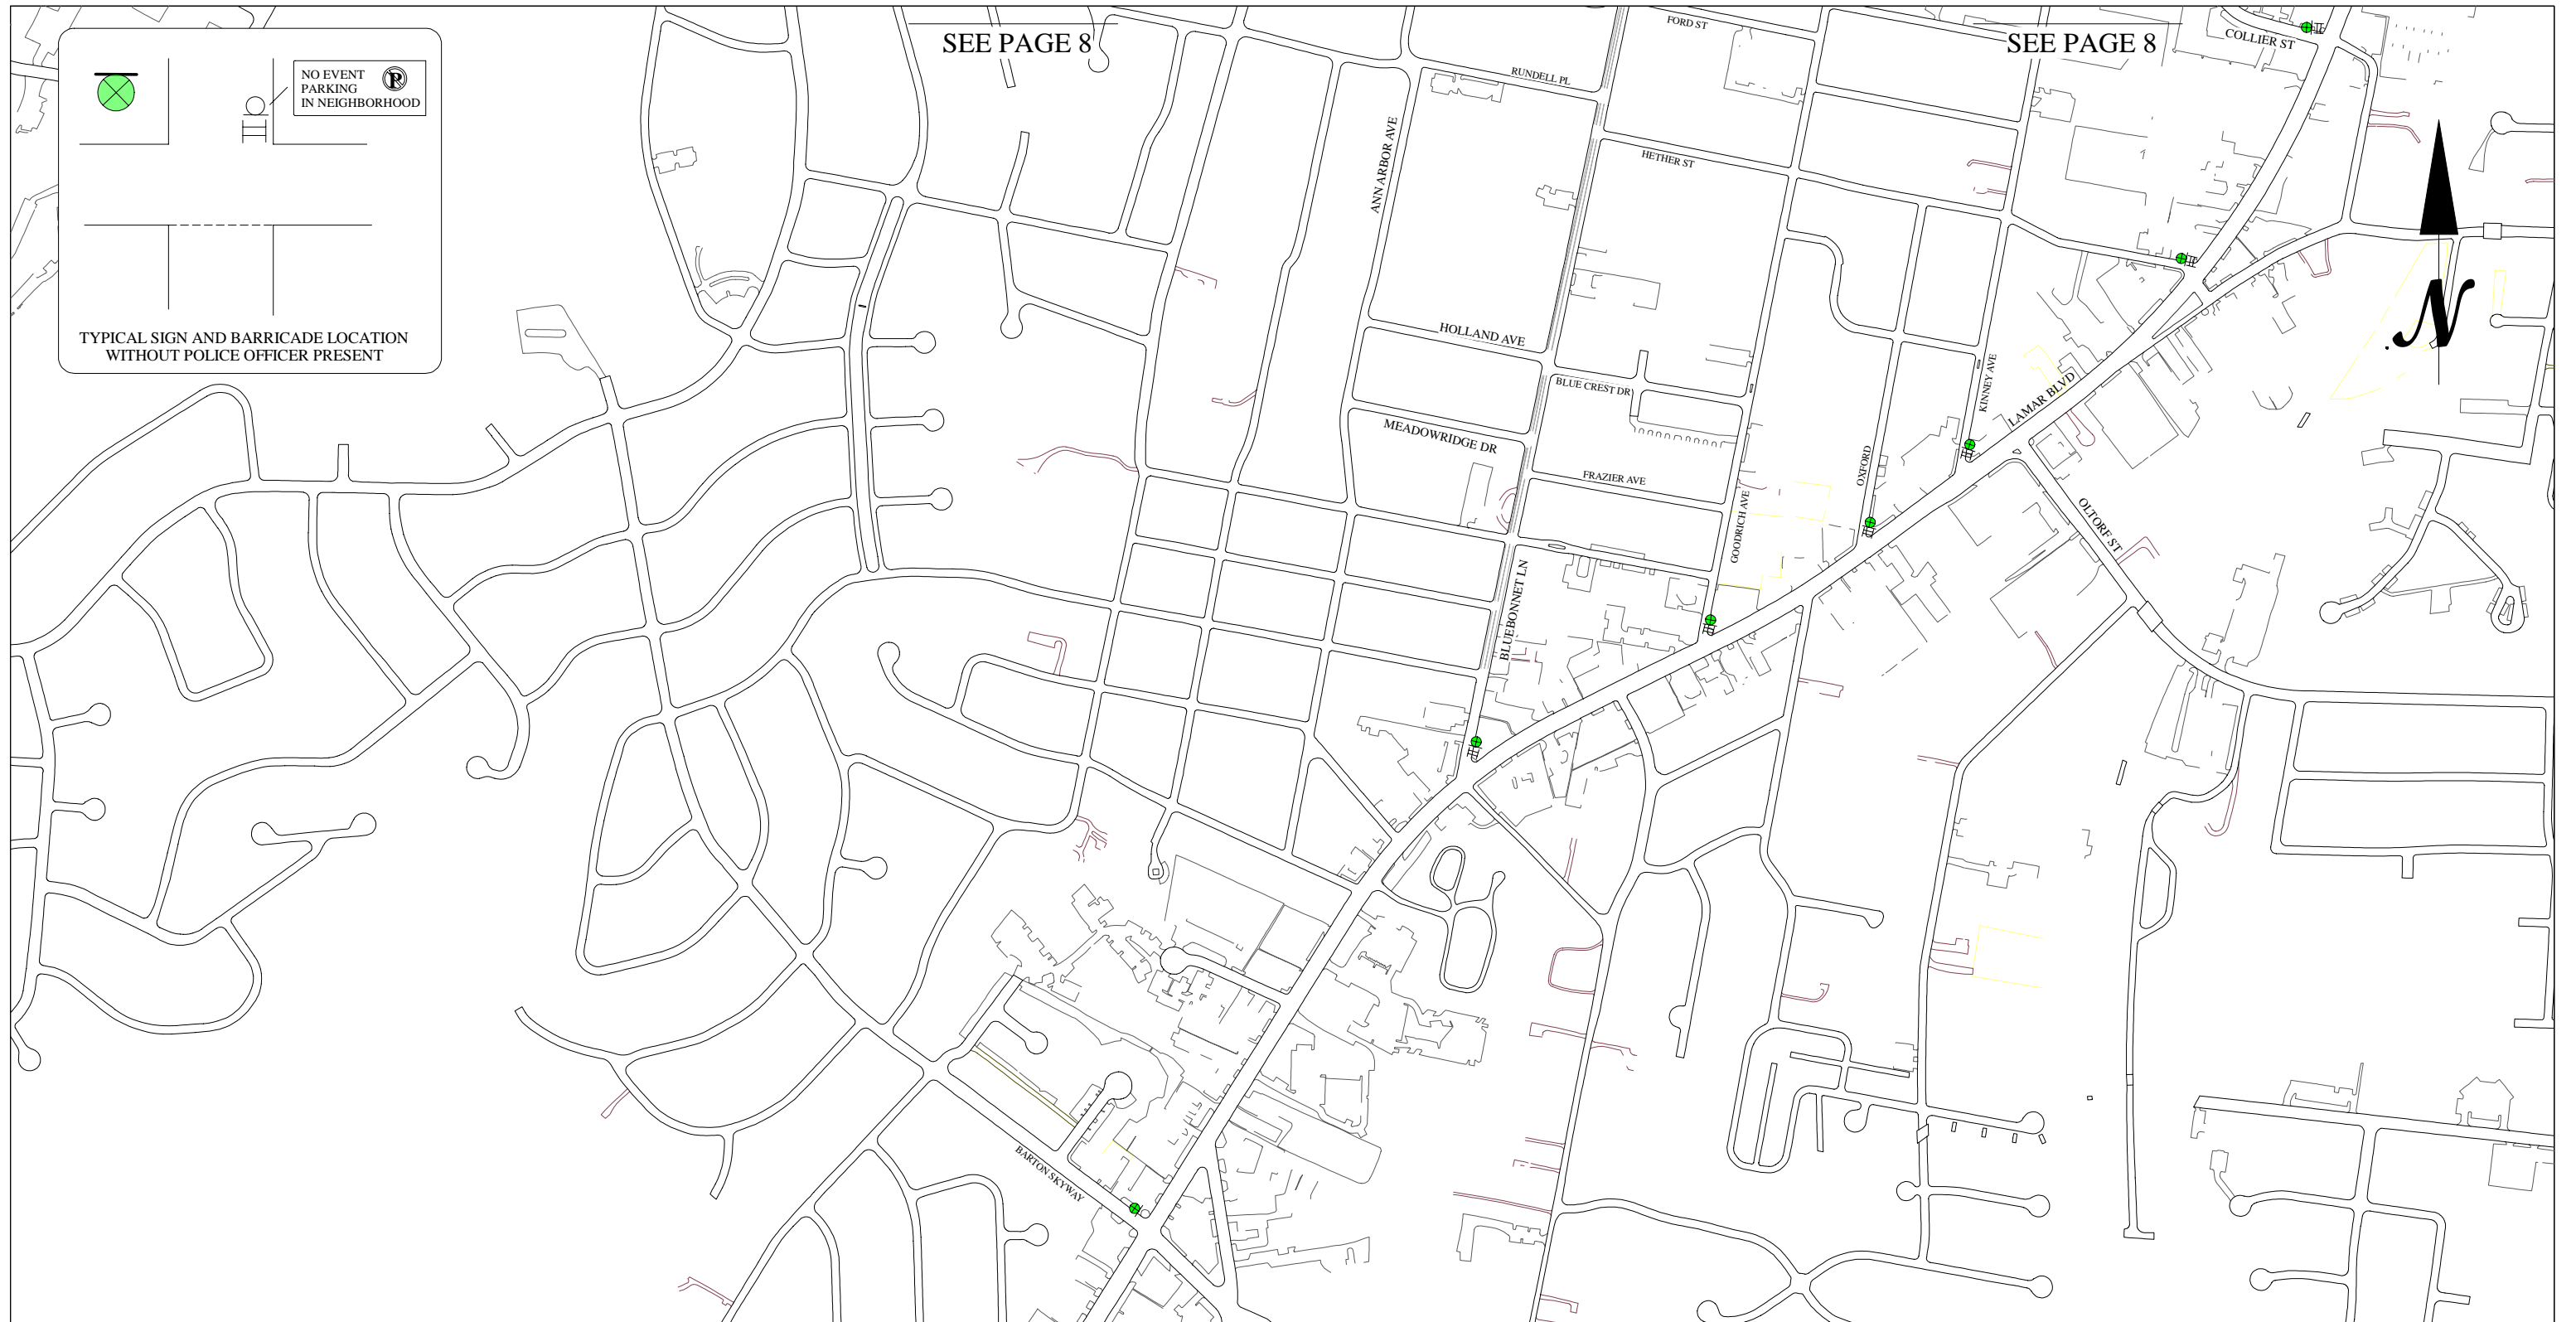 SEE PAGE 8
SEE PAGE 8
NO EVENT
PARKING
IN NEIGHBORHOOD
P
TYPICAL SIGN AND BARRICADE LOCATION
WITHOUT POLICE OFFICER PRESENT
FORD ST
COLLIER ST
RUNDELL PL
ANN ARBOR AVE
HETHER ST
N
HOLLAND AVE
BLUE CREST DR
KINNEY AVE
LAMAR BLVD
MEADOWRIDGE DR
FRAZIER AVE
OXFORD
GOODRICH AVE
OLTORF ST
BLUEBONNET LN
BARTON SKYWAY